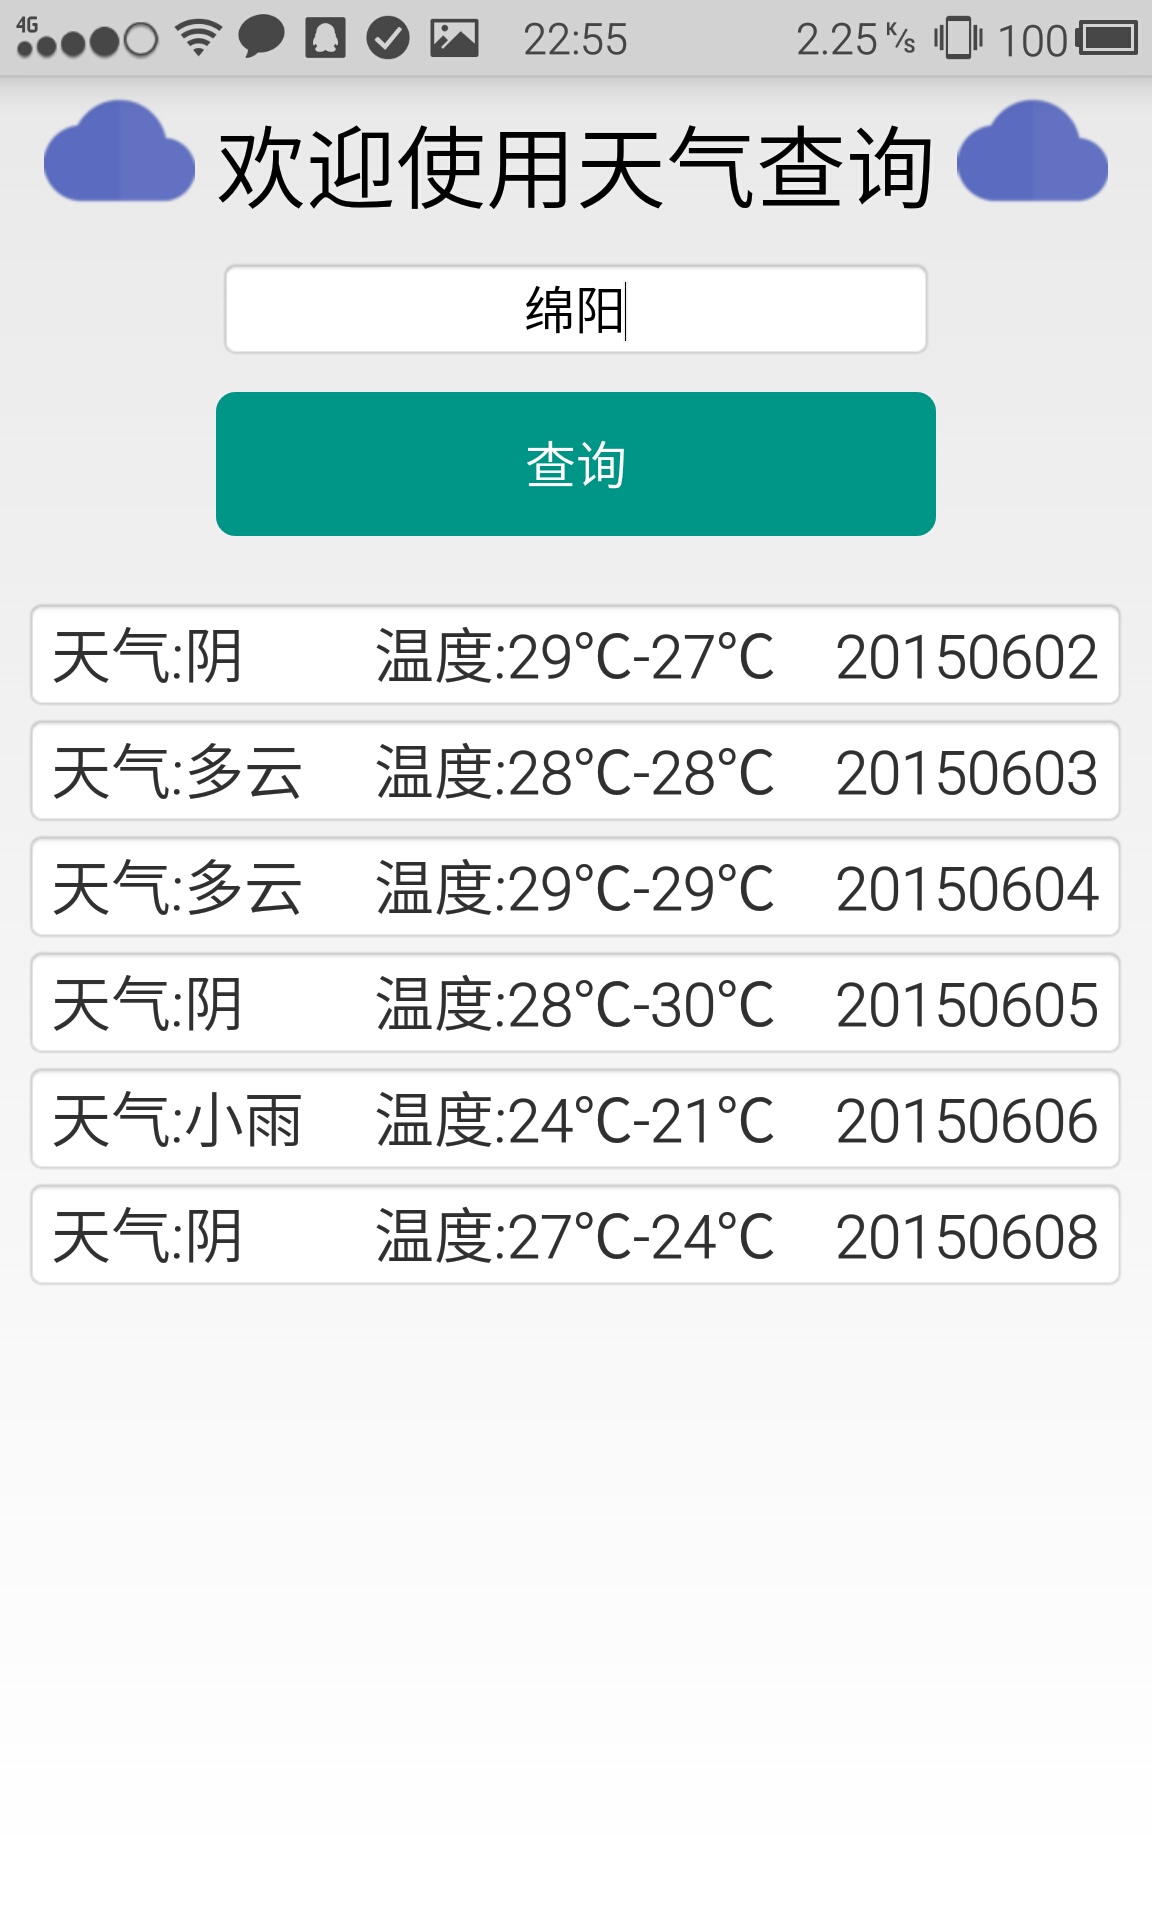 4G 22:55 2.25 K/s 100
欢迎使用天气查询
绵阳
查询
天气:阴 温度:29℃-27℃ 20150602
天气:多云 温度:28℃-28℃ 20150603
天气:多云 温度:29℃-29℃ 20150604
天气:阴 温度:28℃-30℃ 20150605
天气:小雨 温度:24℃-21℃ 20150606
天气:阴 温度:27℃-24℃ 20150608